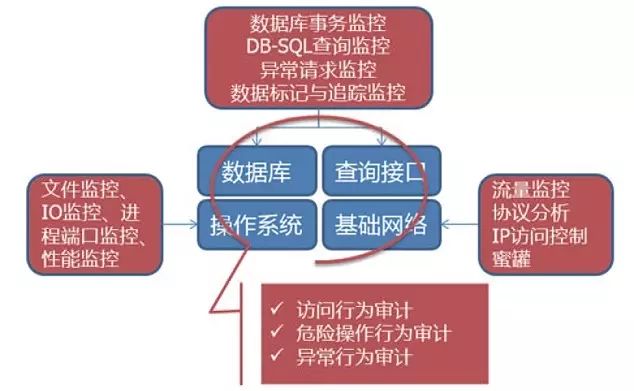 数据库事务监控
DB-SQL查询监控
异常请求监控
数据标记与追踪监控
数据库
查询接口
文件监控、
IO监控、进
程端口监控、
性能监控
操作系统
基础网络
流量监控
协议分析
IP访问控制
蜜罐
✓ 访问行为审计
✓ 危险操作行为审计
✓ 异常行为审计